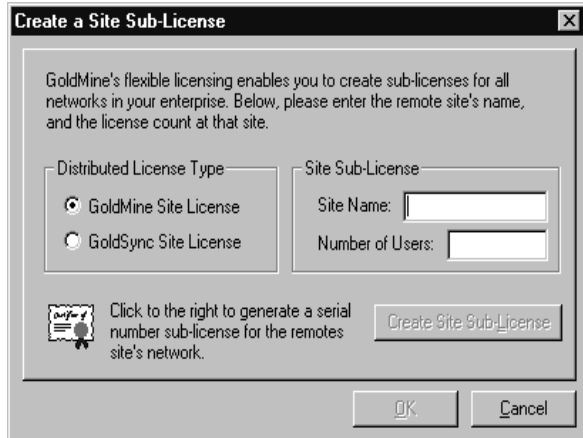 Create a Site Sub-License
GoldMine's flexible licensing enables you to create sub-licenses for all
networks in your enterprise. Below, please enter the remote site's name,
and the license count at that site.
Distributed License Type
GoldMine Site License
GoldSync Site License
Site Sub-License
Site Name:
Number of Users:
Click to the right to generate a serial
number sub-license for the remotes
site's network.
Create Site Sub-License
OK
Cancel